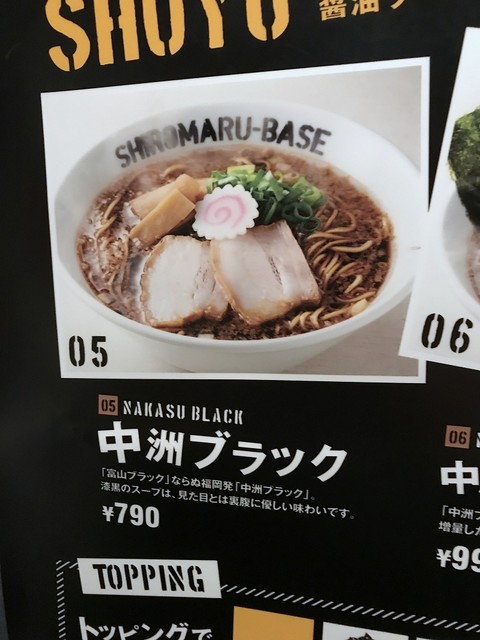 SHOYU
醤油
SHIROMARU-BASE
05
06
05 NAKASU BLACK
中洲ブラック
「富山ブラック」ならぬ福岡発「中洲ブラック」。
漆黒のスープは、見た目とは裏腹に優しい味わいです。
¥790
06
中
「中洲ブ
増量した
¥99
TOPPING
トッピングで